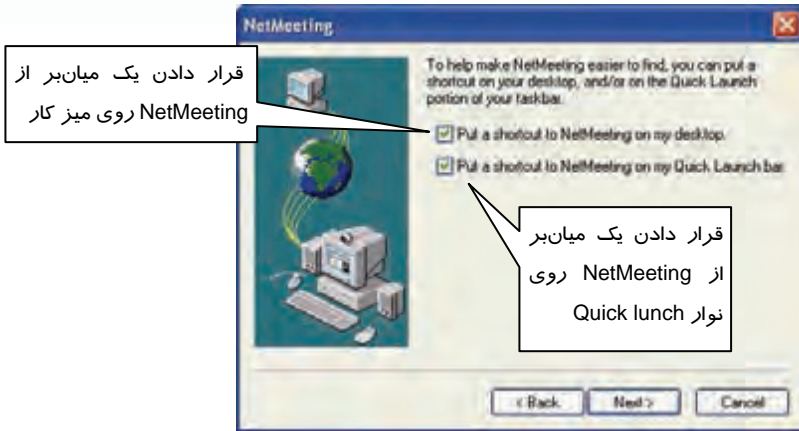 NetMeeting
To help make NetMeeting easier to find, you can put a
shortcut on your desktop, and/or on the Quick Launch
portion of your taskbar.
Put a shortcut to NetMeeting on my desktop.
Put a shortcut to NetMeeting on my Quick Launch bar.
قرار دادن یک میان‌بر از
NetMeeting روی میز کار
قرار دادن یک میان‌بر
از NetMeeting روی
نوار Quick lunch
< Back
Next >
Cancel